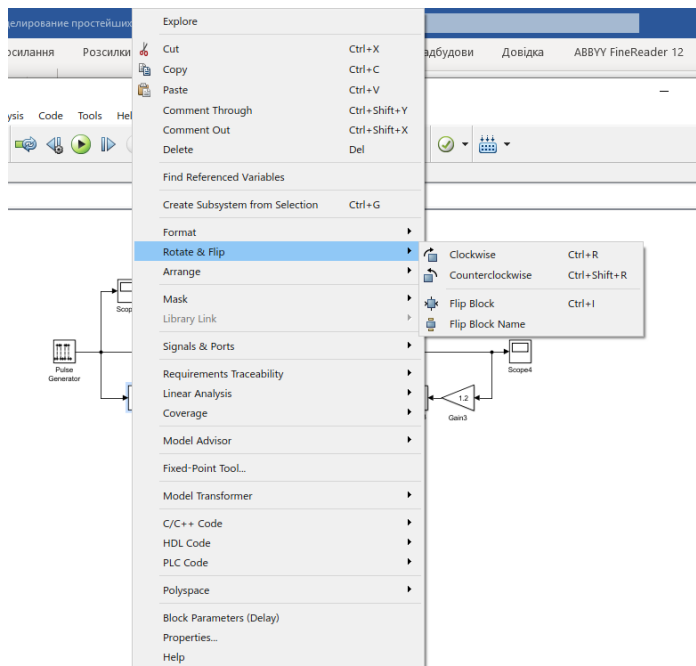 делирование простейших
Explore
осилання Розсилки адбудови Довідка ABBYY FineReader 12
Cut Ctrl+X
Copy Ctrl+C
Paste Ctrl+V
ysis Code Tools Hel
Comment Through Ctrl+Shift+Y
Comment Out Ctrl+Shift+X
Delete Del
Find Referenced Variables
Create Subsystem from Selection Ctrl+G
Format
Rotate & Flip
Clockwise Ctrl+R
Counterclockwise Ctrl+Shift+R
Flip Block Ctrl+I
Flip Block Name
Arrange
Mask
Library Link
Signals & Ports
Requirements Traceability
Linear Analysis
Coverage
Model Advisor
Fixed-Point Tool...
Model Transformer
C/C++ Code
HDL Code
PLC Code
Polyspace
Block Parameters (Delay)
Properties...
Help
Scop
Pulse
Generator
Scope4
1.2
Gain3